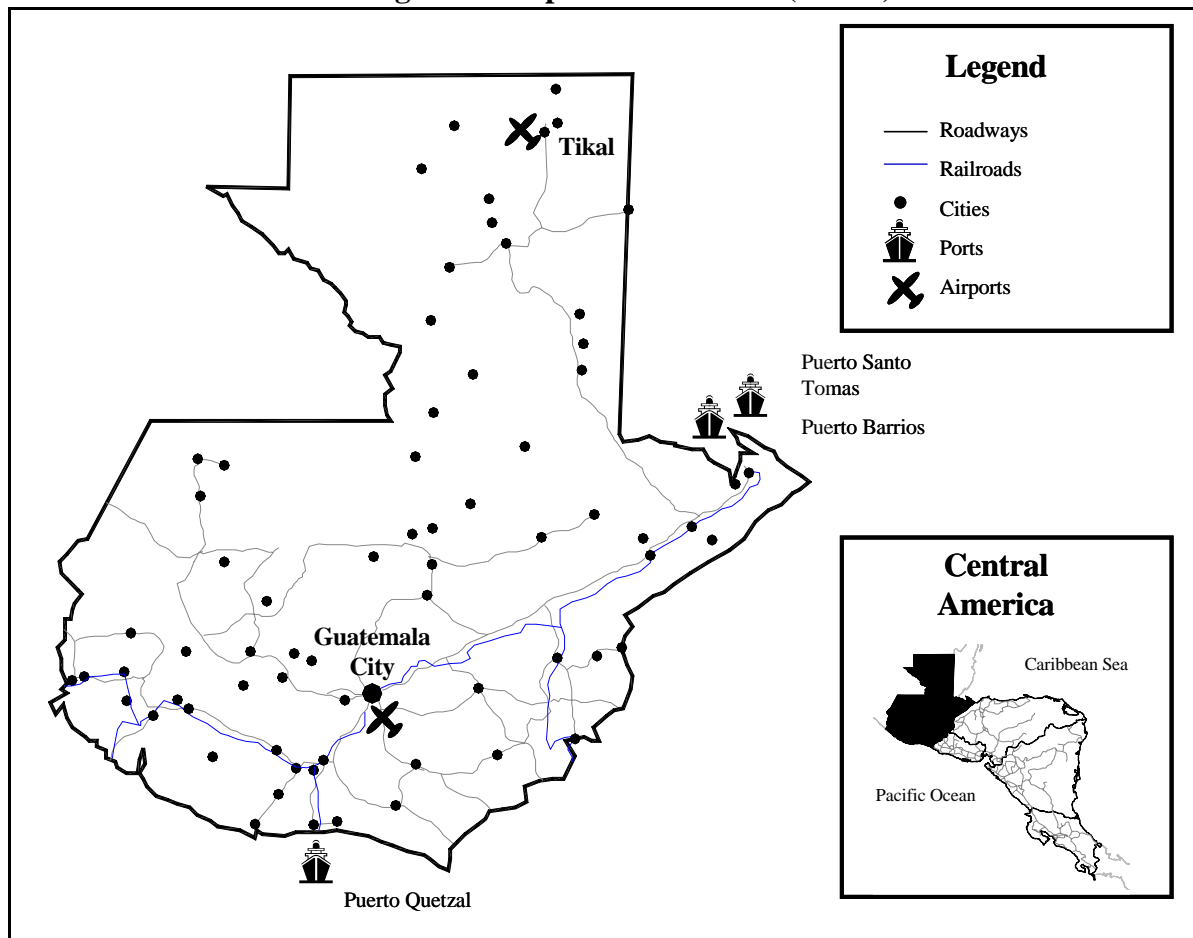 Legend
Roadways
Railroads
Cities
Ports
Airports
Tikal
Puerto Santo
Tomas
Puerto Barrios
Guatemala
City
Puerto Quetzal
Central
America
Caribbean Sea
Pacific Ocean